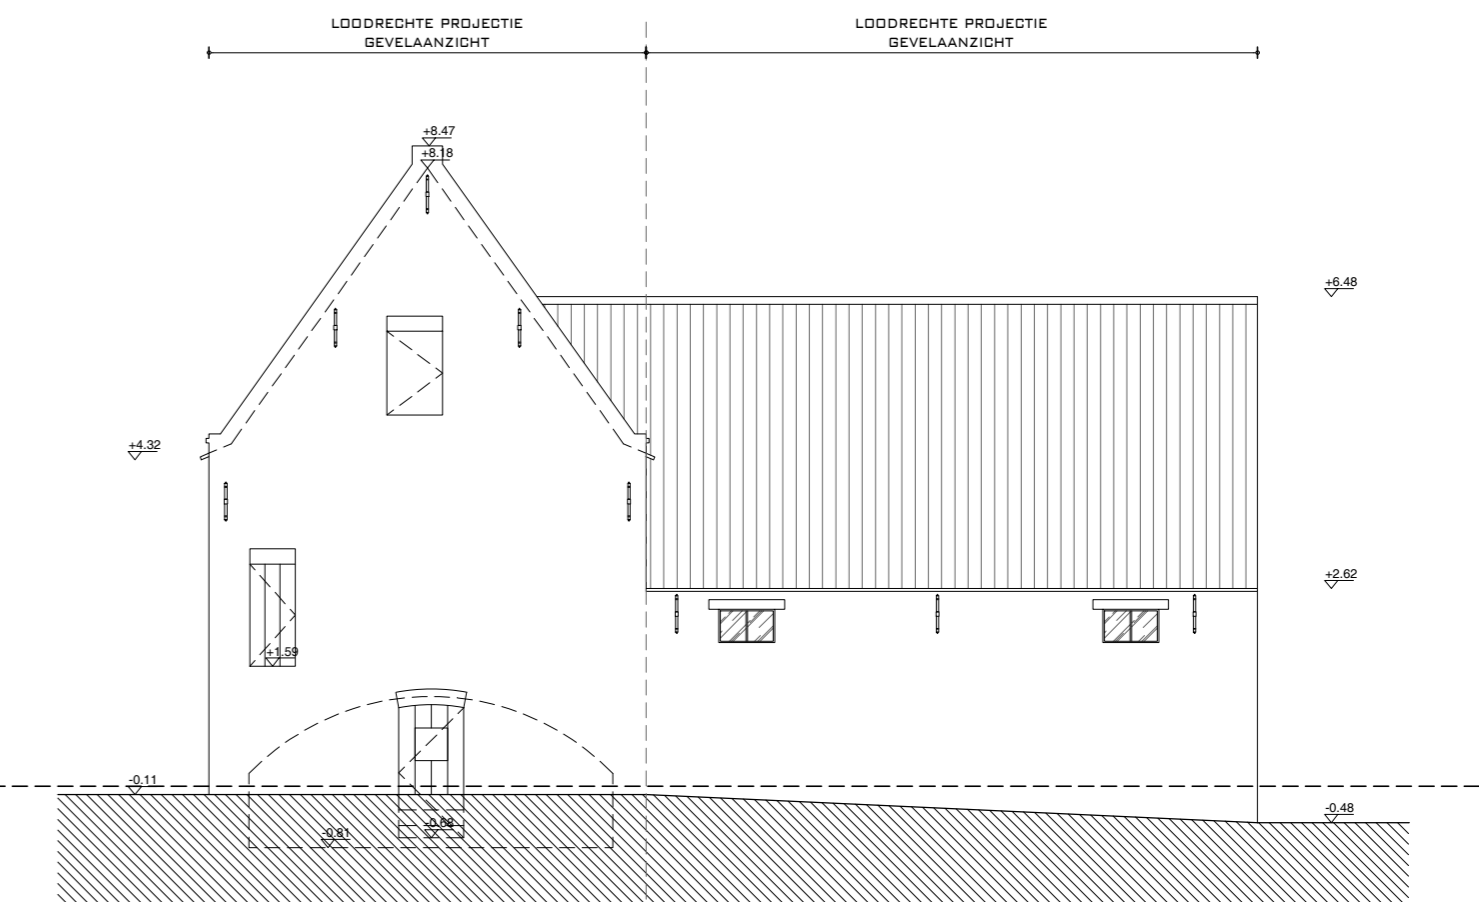 LOODRECHTE PROJECTIE
GEVELAANZICHT
LOODRECHTE PROJECTIE
GEVELAANZICHT
+8.47
+8.18
+6.48
+4.32
+2.62
+1.59
-0.11
-0.48
-0.68
-0.81